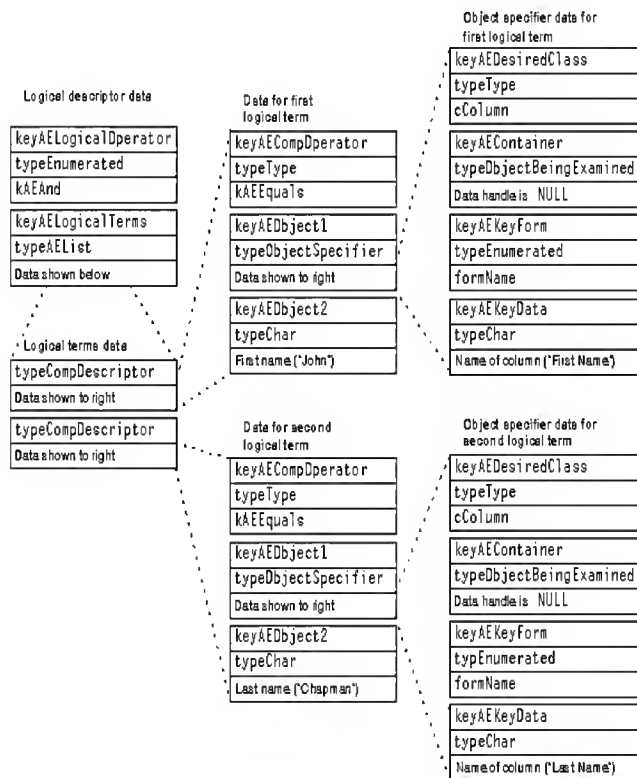 Logical descriptor data
keyAELogicalOperator
typeEnumerated
kAEAnd
keyAELogicalTerms
typeAEList
Data shown below
Logical terms data
typeCompDescriptor
Data shown to right
typeCompDescriptor
Data shown to right
Data for first
logical term
keyAECompOperator
typeType
kAEEquals
keyAEObject1
typeObjectSpecifier
Data shown to right
keyAEObject2
typeChar
First name ("John")
Data for second
logical term
keyAECompOperator
typeType
kAEEquals
keyAEObject1
typeObjectSpecifier
Data shown to right
keyAEObject2
typeChar
Last name ("Chapman")
Object specifier data for
first logical term
keyAEDesiredClass
typeType
cColumn
keyAEContainer
typeObjectBeingExamined
Data handle is NULL
keyAEKeyForm
typeEnumerated
formName
keyAEKeyData
typeChar
Name of column ("First Name")
Object specifier data for
second logical term
keyAEDesiredClass
typeType
cColumn
keyAEContainer
typeObjectBeingExamined
Data handle is NULL
keyAEKeyForm
typEnumerated
formName
keyAEKeyData
typeChar
Name of column ("Last Name")